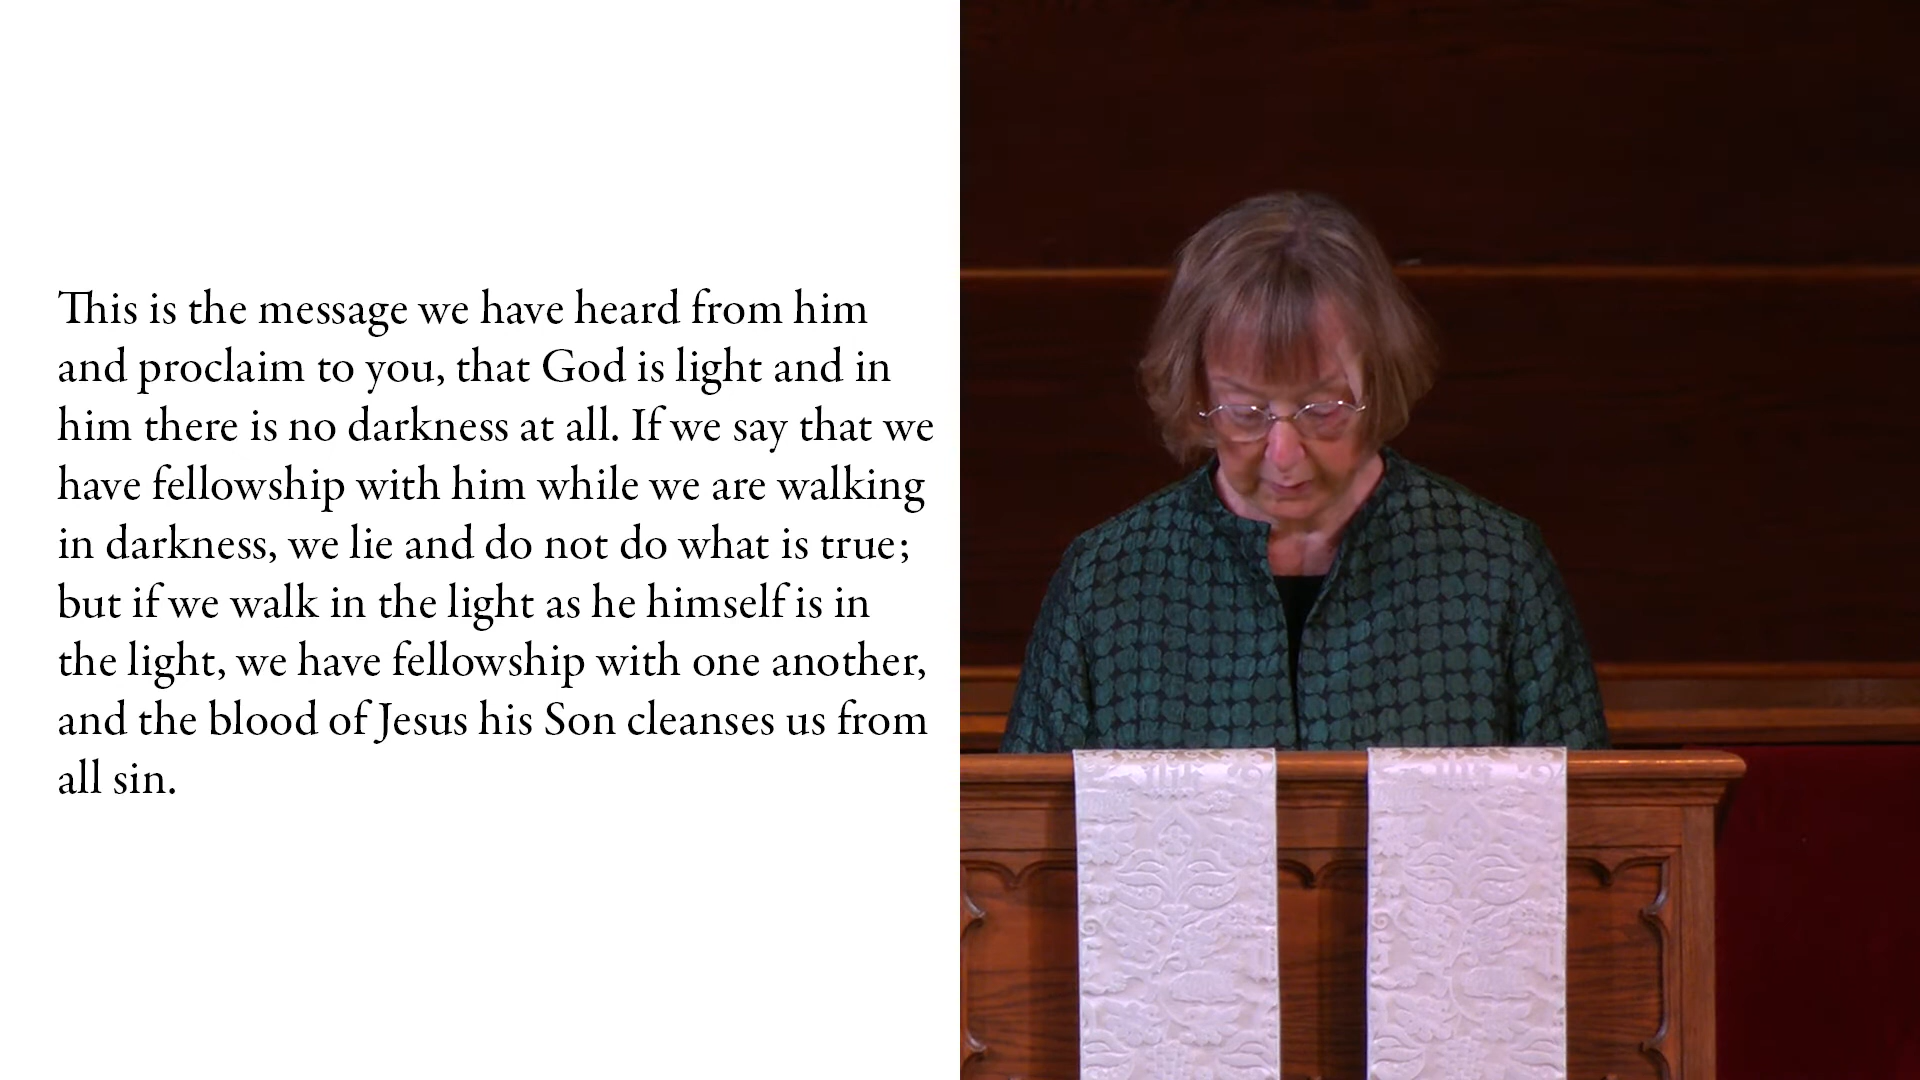 This is the message we have heard from him
and proclaim to you, that God is light and in
him there is no darkness at all. If we say that we
have fellowship with him while we are walking
in darkness, we lie and do not do what is true;
but if we walk in the light as he himself is in
the light, we have fellowship with one another,
and the blood of Jesus his Son cleanses us from
all sin.